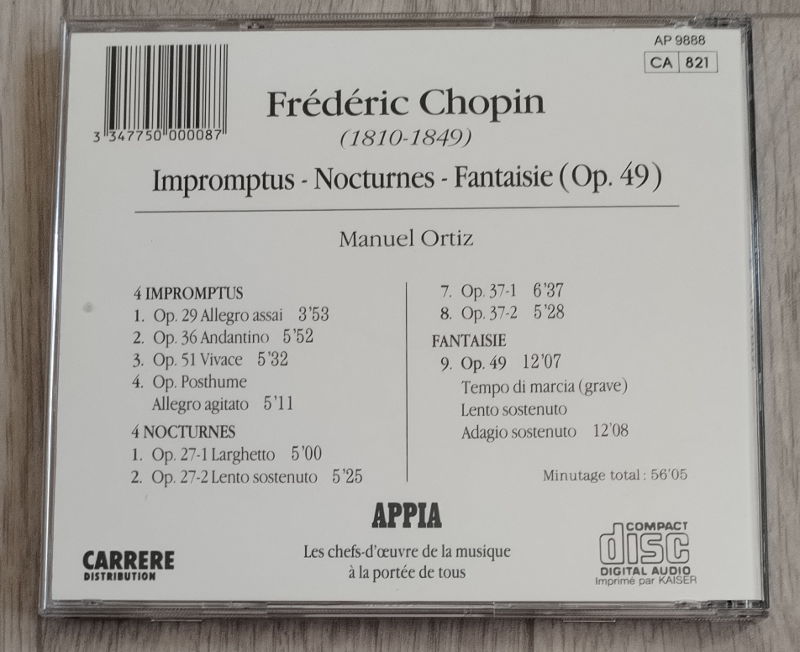 AP 9888
CA 821
3 347750 000087
Frédéric Chopin
(1810-1849)
Impromptus - Nocturnes - Fantaisie (Op. 49)
Manuel Ortiz
4 IMPROMPTUS
1. Op. 29 Allegro assai 3'53
2. Op. 36 Andantino 5'52
3. Op. 51 Vivace 5'32
4. Op. Posthume
Allegro agitato 5'11
4 NOCTURNES
1. Op. 27-1 Larghetto 5'00
2. Op. 27-2 Lento sostenuto 5'25
7. Op. 37-1 6'37
8. Op. 37-2 5'28
FANTAISIE
9. Op. 49 12'07
Tempo di marcia (grave)
Lento sostenuto
Adagio sostenuto 12'08
Minutage total : 56'05
APPIA
Les chefs-d'œuvre de la musique
à la portée de tous
CARRERE
DISTRIBUTION
COMPACT
disc
DIGITAL AUDIO
Imprimé par KAISER